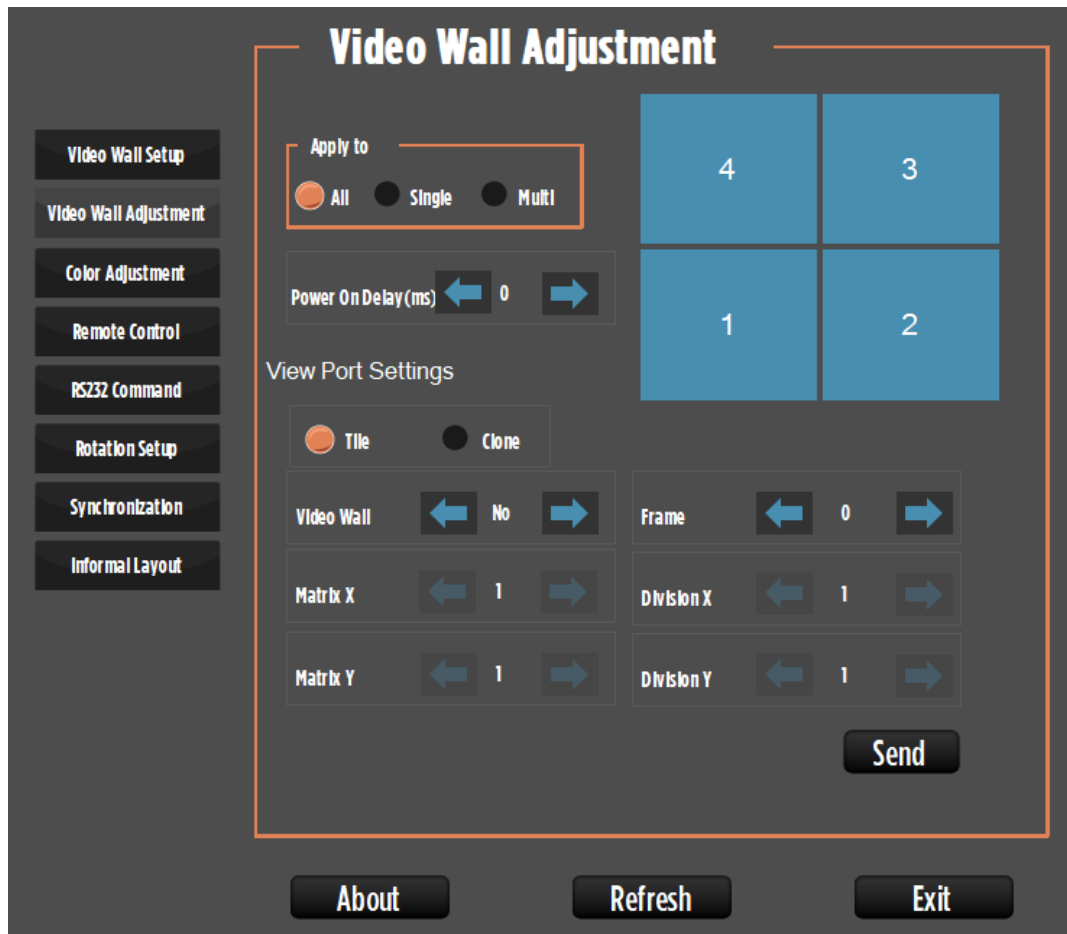 Video Wall Adjustment
Video Wall Setup
Video Wall Adjustment
Color Adjustment
Remote Control
RS232 Command
Rotation Setup
Synchronization
Informal Layout
Apply to
All Single Multi
4 3
1 2
Power On Delay(ms) 0
View Port Settings
Tile Clone
Video Wall No
Frame 0
Matrix X 1
Division X 1
Matrix Y 1
Division Y 1
Send
About Refresh Exit